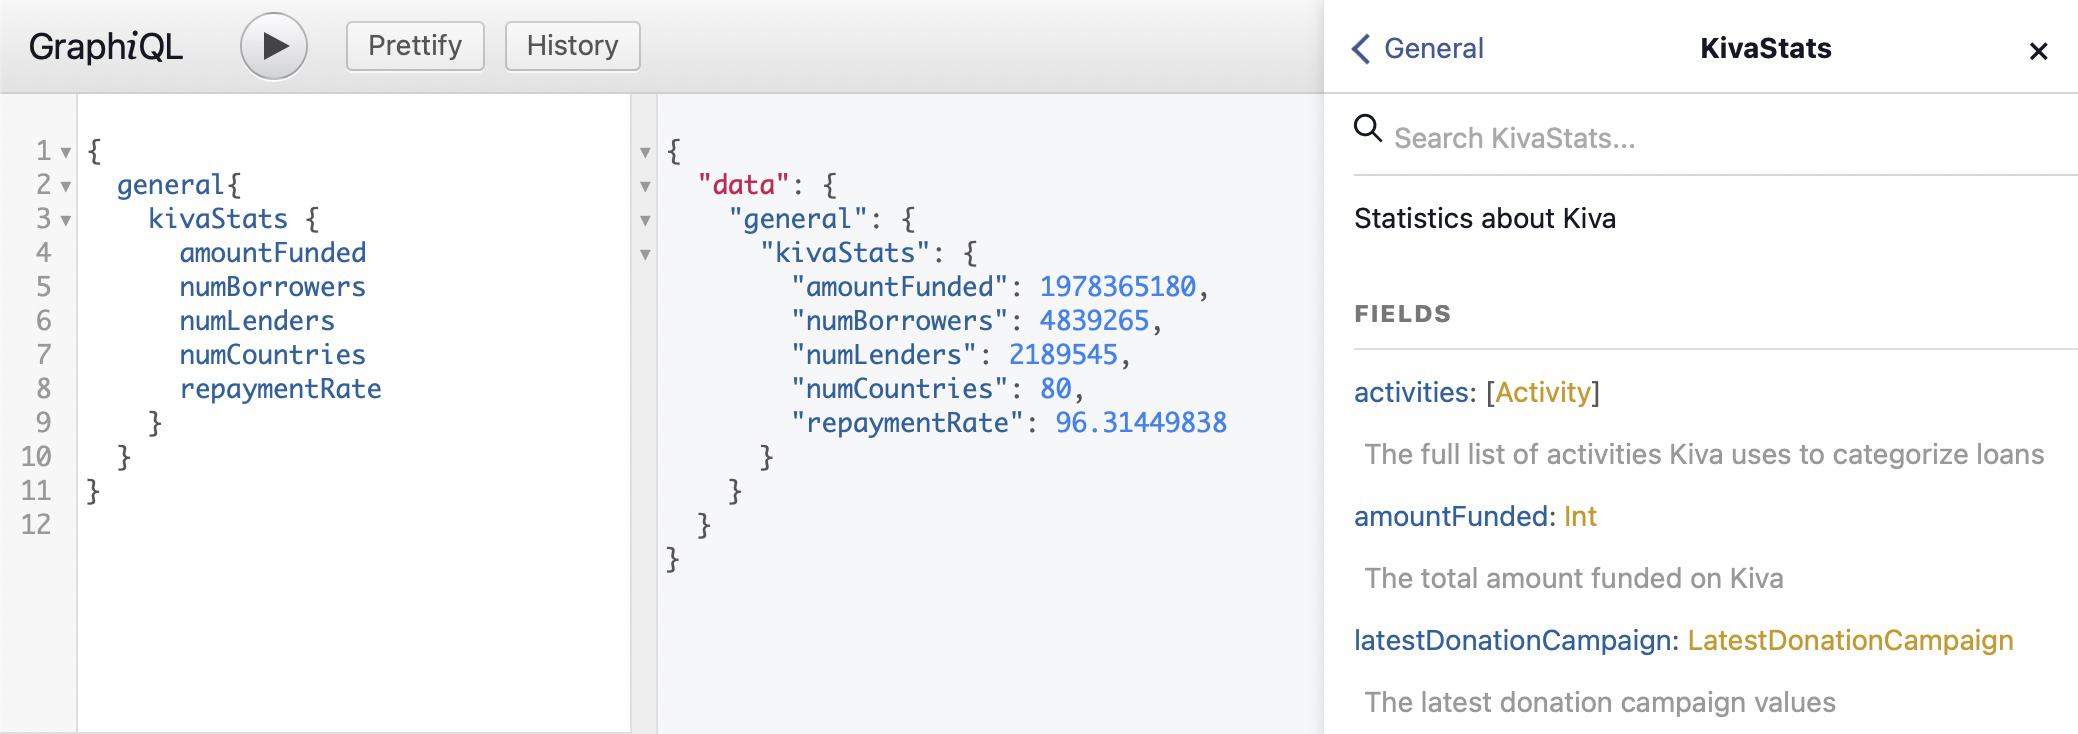 GraphiQL Prettify History
1 {
2 general{
3 kivaStats {
4 amountFunded
5 numBorrowers
6 numLenders
7 numCountries
8 repaymentRate
9 }
10 }
11 }
12
{
"data": {
"general": {
"kivaStats": {
"amountFunded": 1978365180,
"numBorrowers": 4839265,
"numLenders": 2189545,
"numCountries": 80,
"repaymentRate": 96.31449838
}
}
}
}
General KivaStats ×
Search KivaStats...
Statistics about Kiva
FIELDS
activities: [Activity]
The full list of activities Kiva uses to categorize loans
amountFunded: Int
The total amount funded on Kiva
latestDonationCampaign: LatestDonationCampaign
The latest donation campaign values